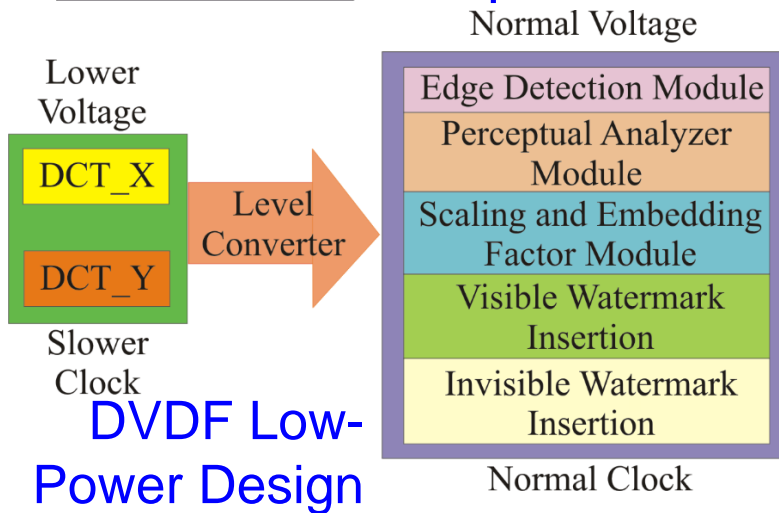 Lower
Voltage
DCT_X
DCT_Y
Slower
Clock
Level
Converter
Normal Voltage
Edge Detection Module
Perceptual Analyzer
Module
Scaling and Embedding
Factor Module
Visible Watermark
Insertion
Invisible Watermark
Insertion
Normal Clock
DVDF Low-
Power Design